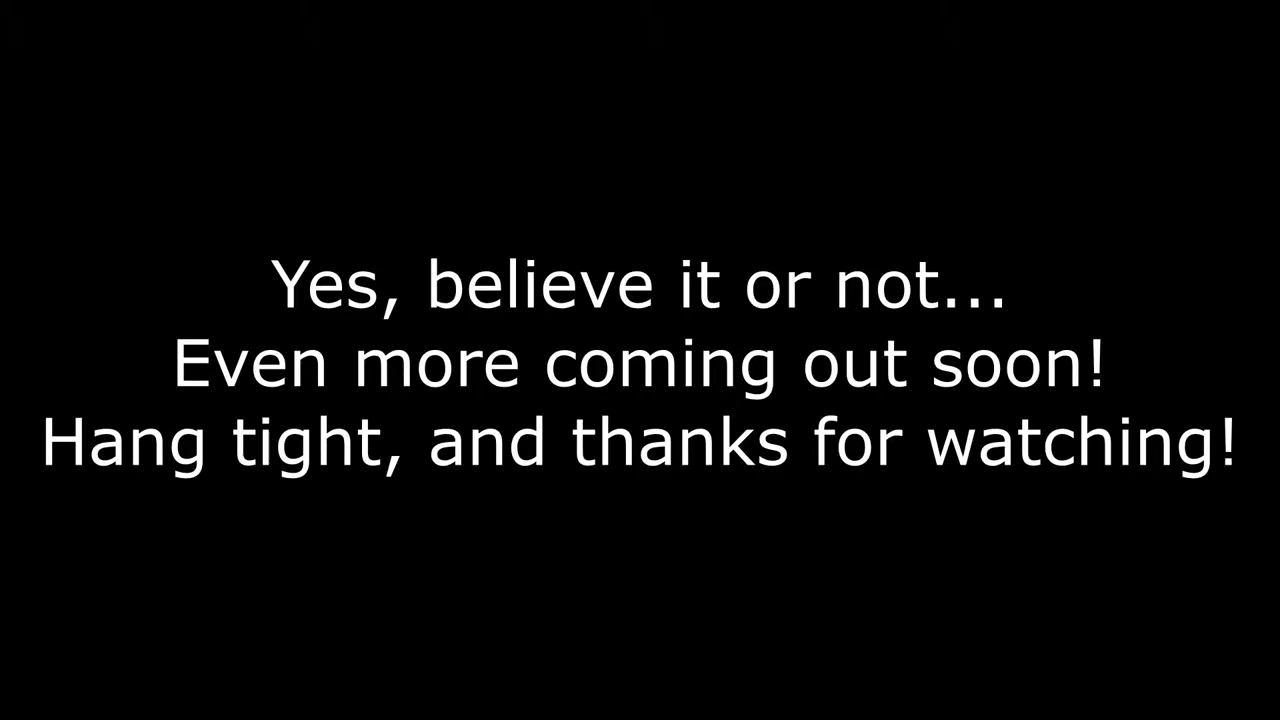 Yes, believe it or not...
Even more coming out soon!
Hang tight, and thanks for watching!